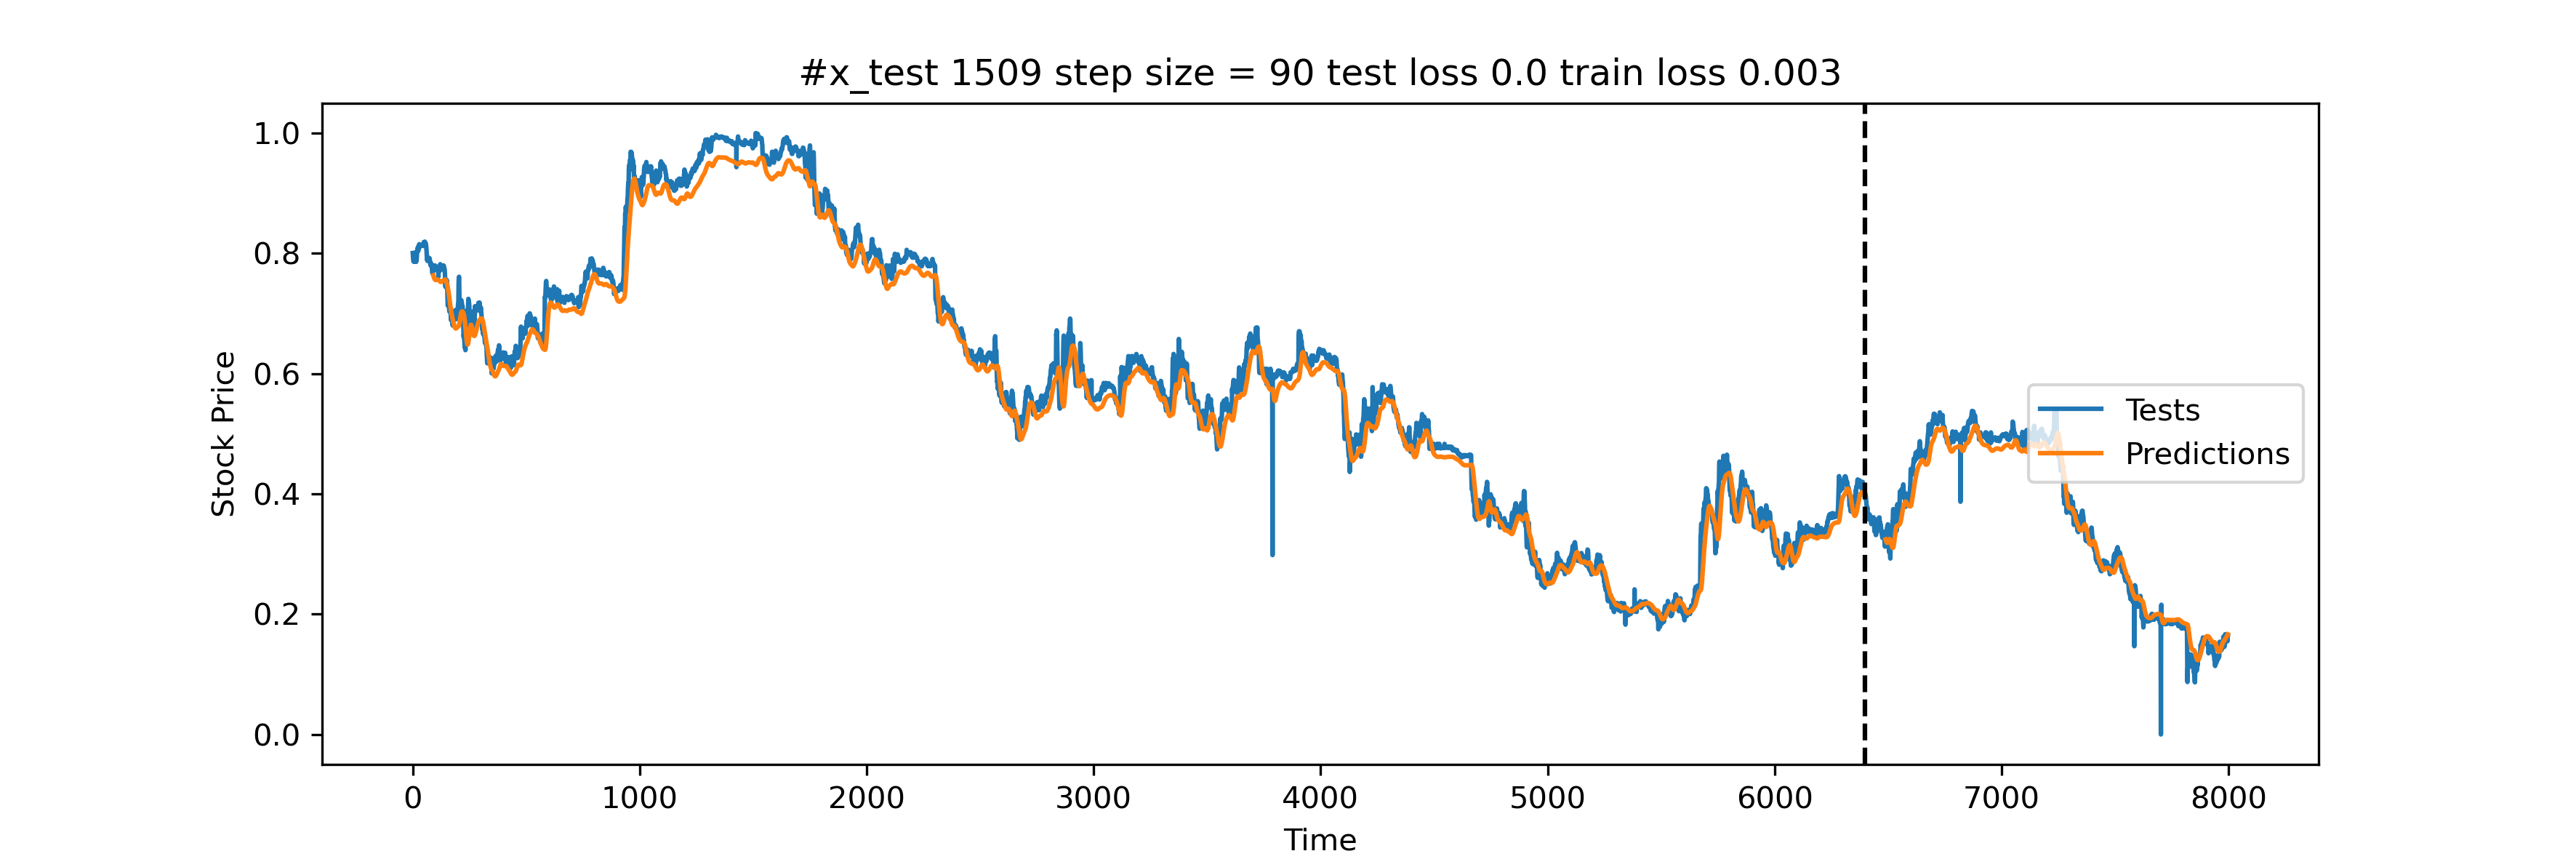 #x_test 1509 step size = 90 test loss 0.0 train loss 0.003
1.0
0.8
0.6
0.4
0.2
0.0
Stock Price
Tests
Predictions
0 1000 2000 3000 4000 5000 6000 7000 8000
Time